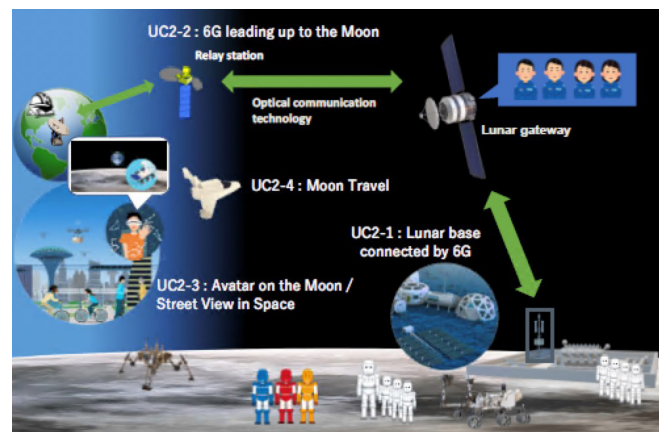 UC2-2 : 6G leading up to the Moon
Relay station
Optical communication
technology
Lunar gateway
UC2-4 : Moon Travel
UC2-1 : Lunar base
connected by 6G
UC2-3 : Avatar on the Moon /
Street View in Space